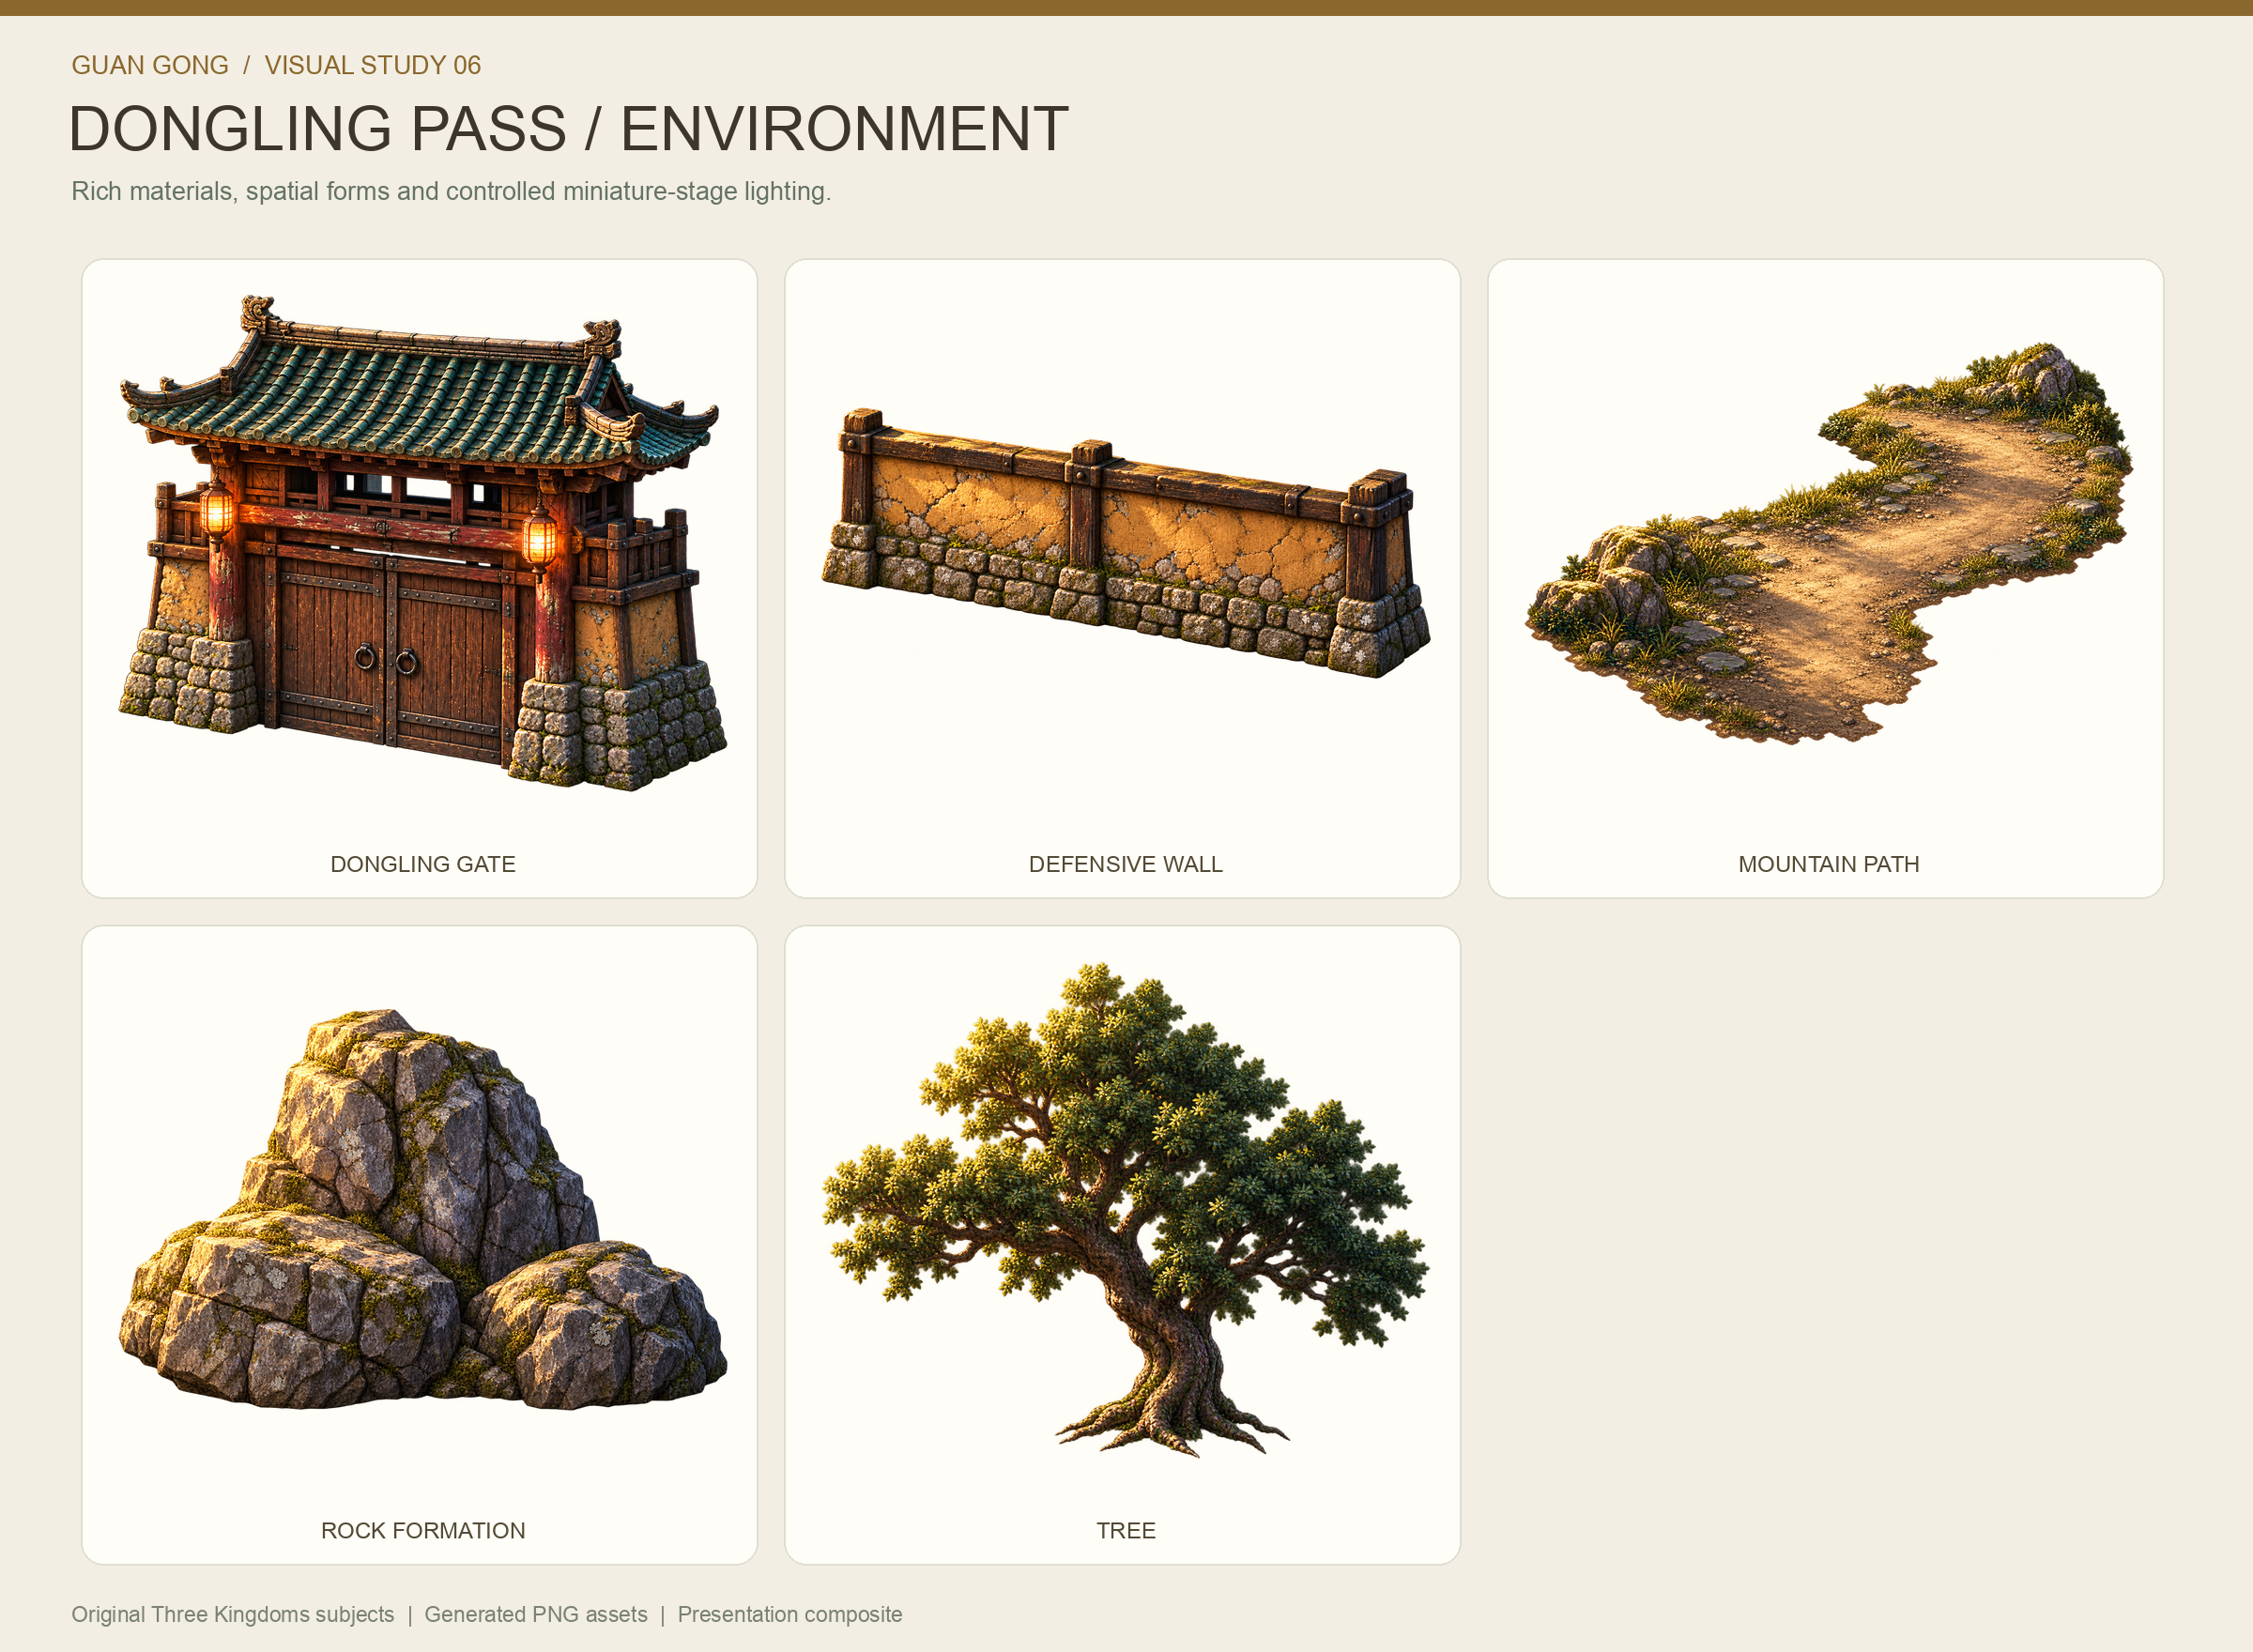 GUAN GONG / VISUAL STUDY 06
DONGLING PASS / ENVIRONMENT
Rich materials, spatial forms and controlled miniature-stage lighting.
DONGLING GATE
DEFENSIVE WALL
MOUNTAIN PATH
ROCK FORMATION
TREE
Original Three Kingdoms subjects | Generated PNG assets | Presentation composite